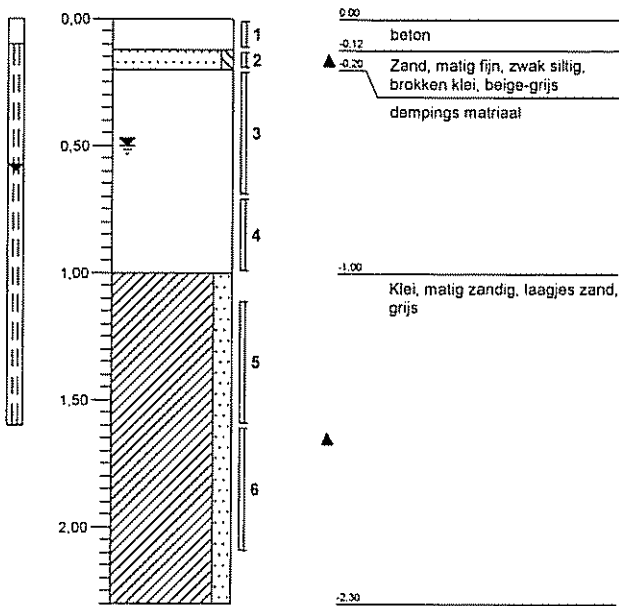 0,00
0,50
1,00
1,50
2,00
1
2
3
4
5
6
0.00
beton
-0.12
Zand, matig fijn, zwak siltig,
-0.20
brokken klei, beige-grijs
dempings matriaal
-1.00
Klei, matig zandig, laagjes zand,
grijs
-2.30